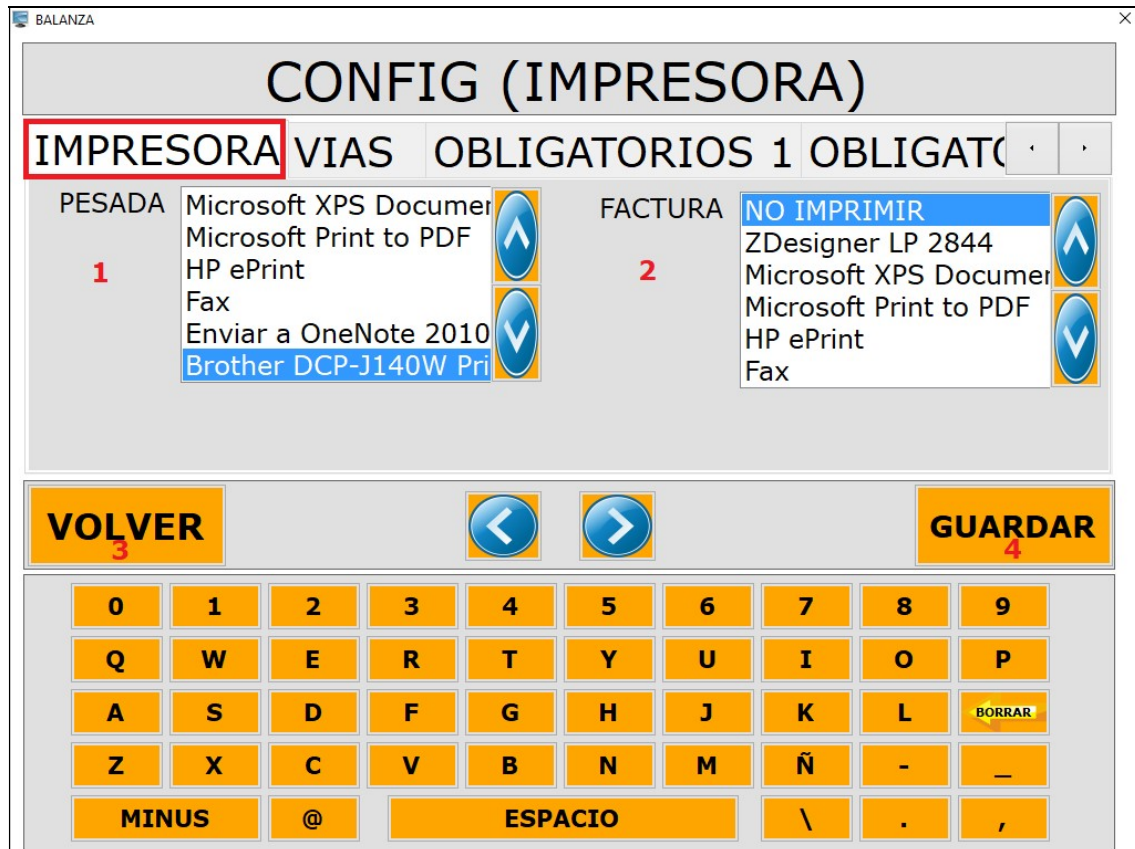 BALANZA
CONFIG (IMPRESORA)
IMPRESORA VIAS OBLIGATORIOS 1 OBLIGATO
PESADA
1
Microsoft XPS Documen
Microsoft Print to PDF
HP ePrint
Fax
Enviar a OneNote 2010
Brother DCP-J140W Pri
FACTURA
2
NO IMPRIMIR
ZDesigner LP 2844
Microsoft XPS Documen
Microsoft Print to PDF
HP ePrint
Fax
VOLVER
3
GUARDAR
4
0 1 2 3 4 5 6 7 8 9
Q W E R T Y U I O P
A S D F G H J K L BORRAR
Z X C V B N M Ñ - _
MINUS @ ESPACIO \ . ,